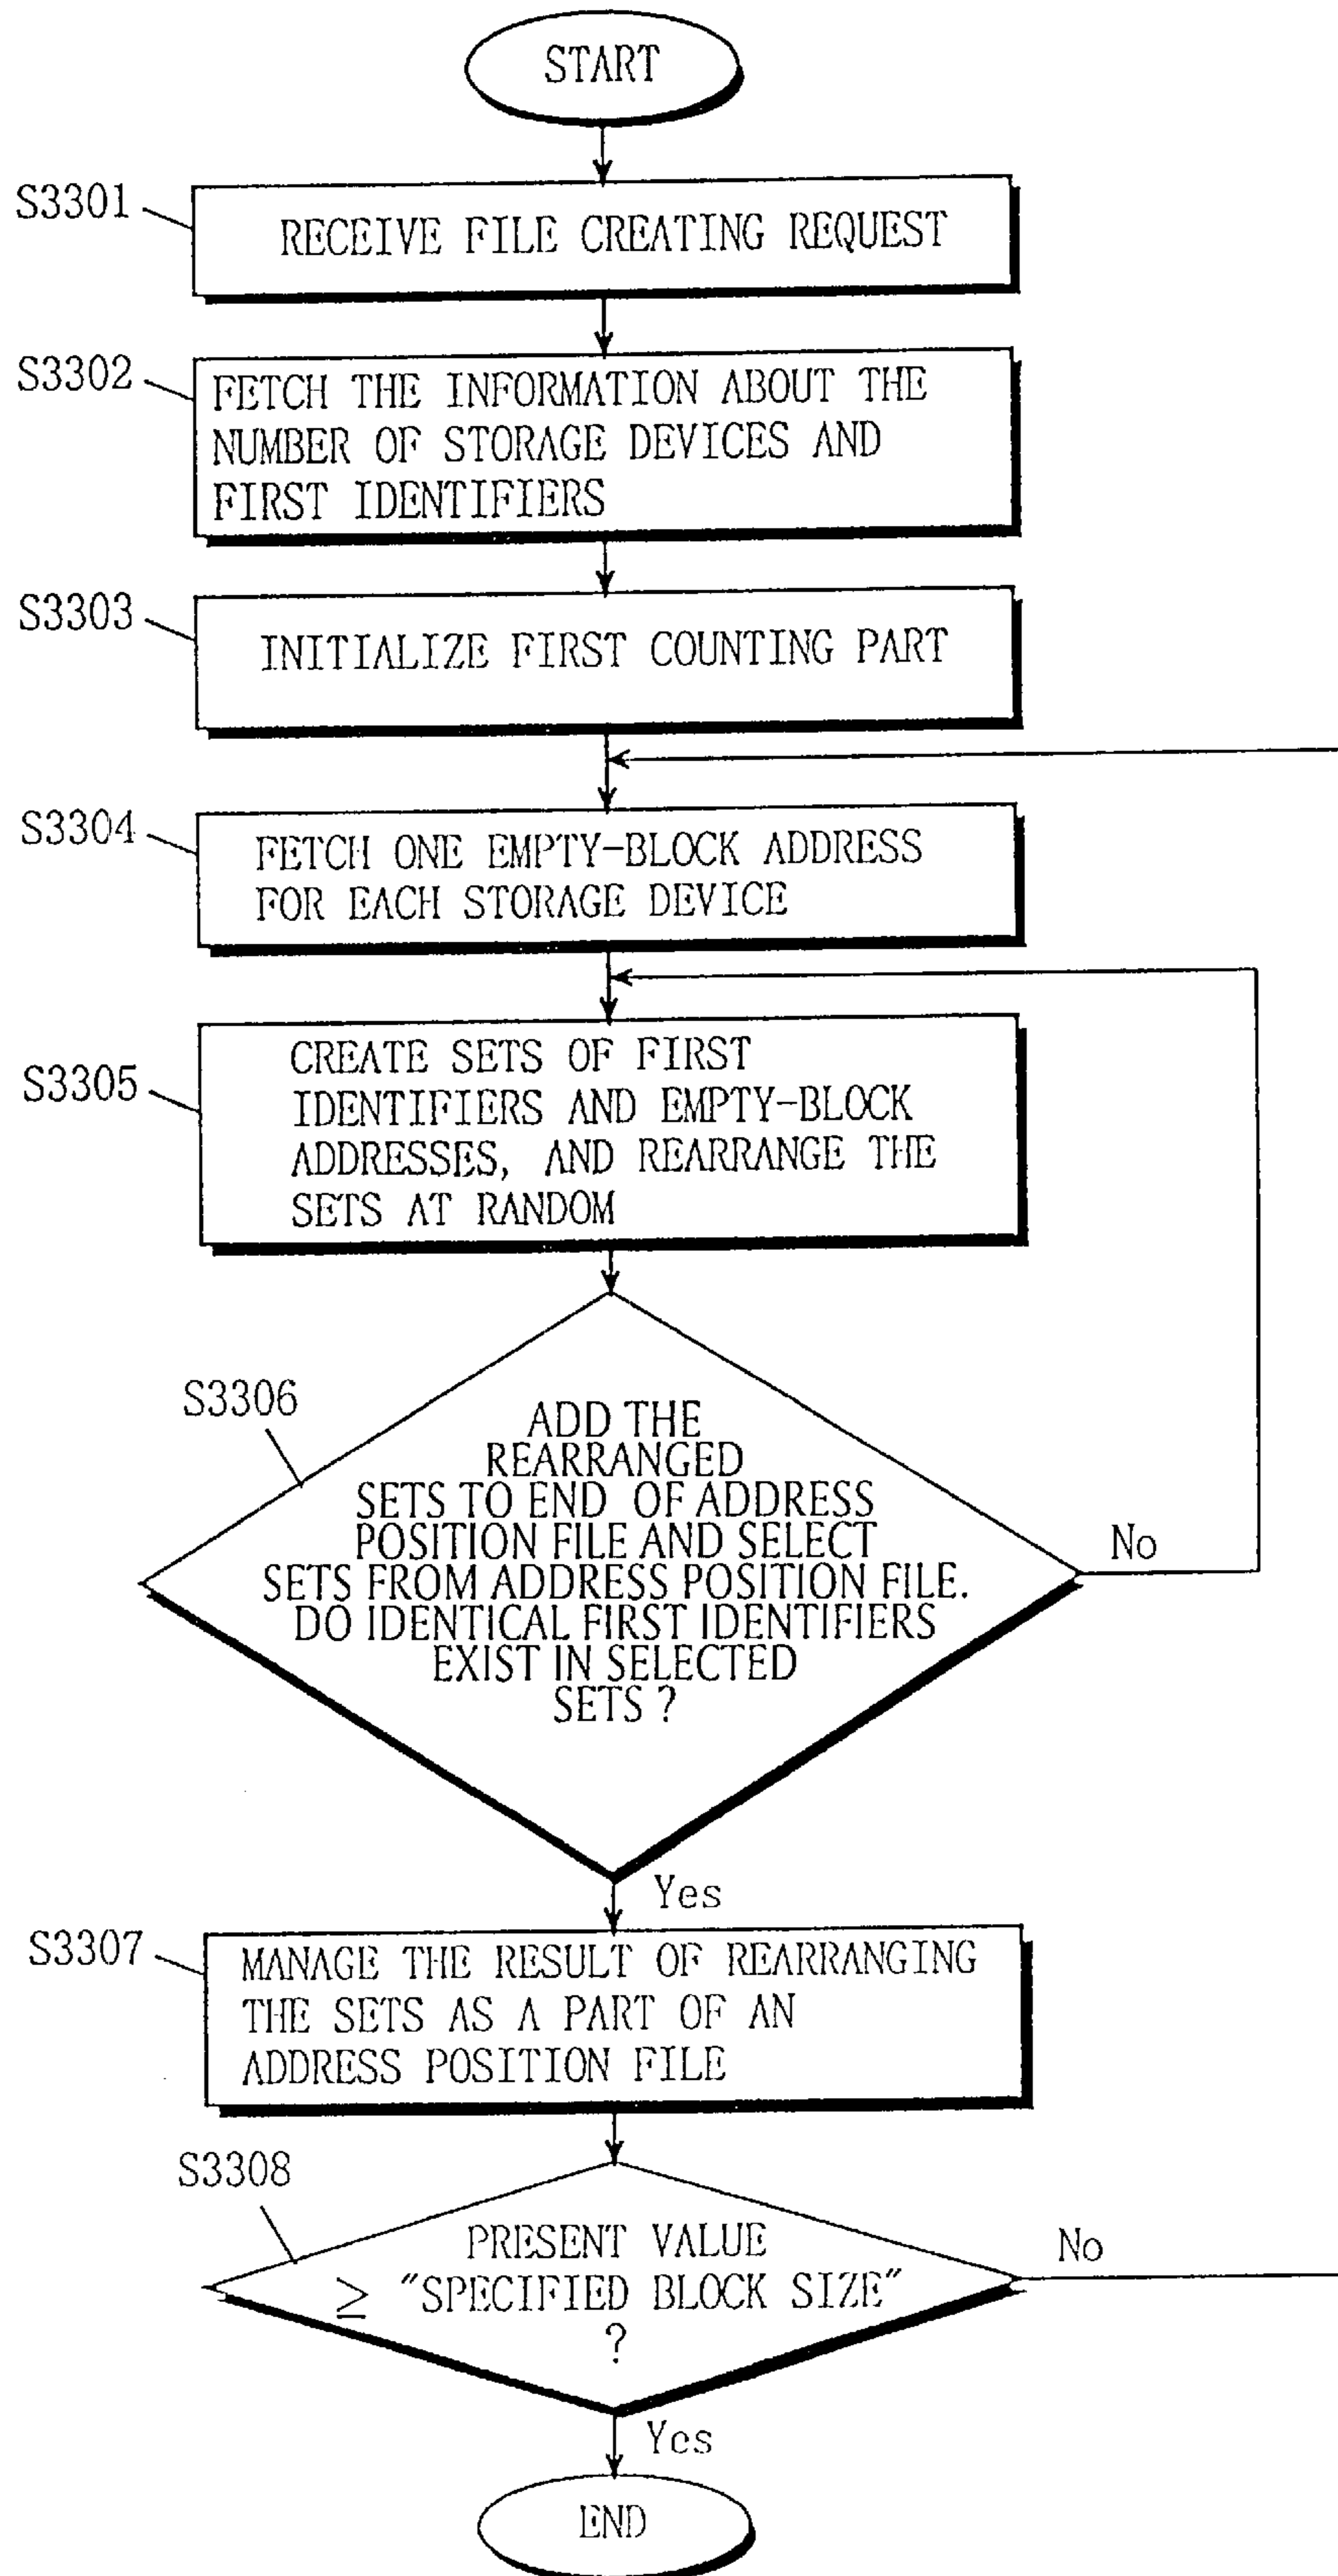 START
S3301
RECEIVE FILE CREATING REQUEST
S3302
FETCH THE INFORMATION ABOUT THE
NUMBER OF STORAGE DEVICES AND
FIRST IDENTIFIERS
S3303
INITIALIZE FIRST COUNTING PART
S3304
FETCH ONE EMPTY-BLOCK ADDRESS
FOR EACH STORAGE DEVICE
S3305
CREATE SETS OF FIRST
IDENTIFIERS AND EMPTY-BLOCK
ADDRESSES, AND REARRANGE THE
SETS AT RANDOM
S3306
ADD THE
REARRANGED
SETS TO END OF ADDRESS
POSITION FILE AND SELECT
SETS FROM ADDRESS POSITION FILE.
DO IDENTICAL FIRST IDENTIFIERS
EXIST IN SELECTED
SETS ?
No
Yes
S3307
MANAGE THE RESULT OF REARRANGING
THE SETS AS A PART OF AN
ADDRESS POSITION FILE
S3308
PRESENT VALUE
≥ "SPECIFIED BLOCK SIZE"
?
No
Yes
END